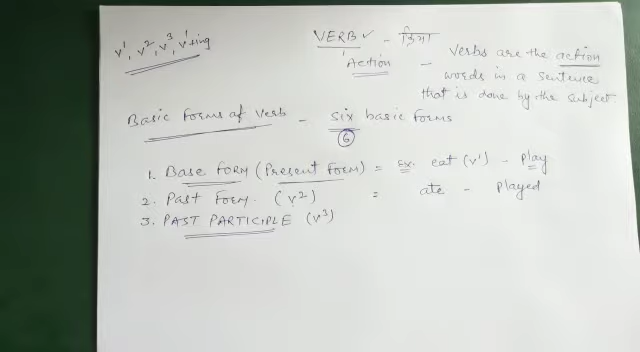 v¹, v², v³, v¹+ing
VERB ✓ - क्रिया
Action - Verbs are the action
words in a sentence
that is done by the subject.
Basic Forms of Verb - six basic forms
6
1. BASE FORM (Present Form) = Ex. eat (v¹) - Play
2. Past Form. (v²) = ate - Played
3. PAST PARTICIPLE (v³)